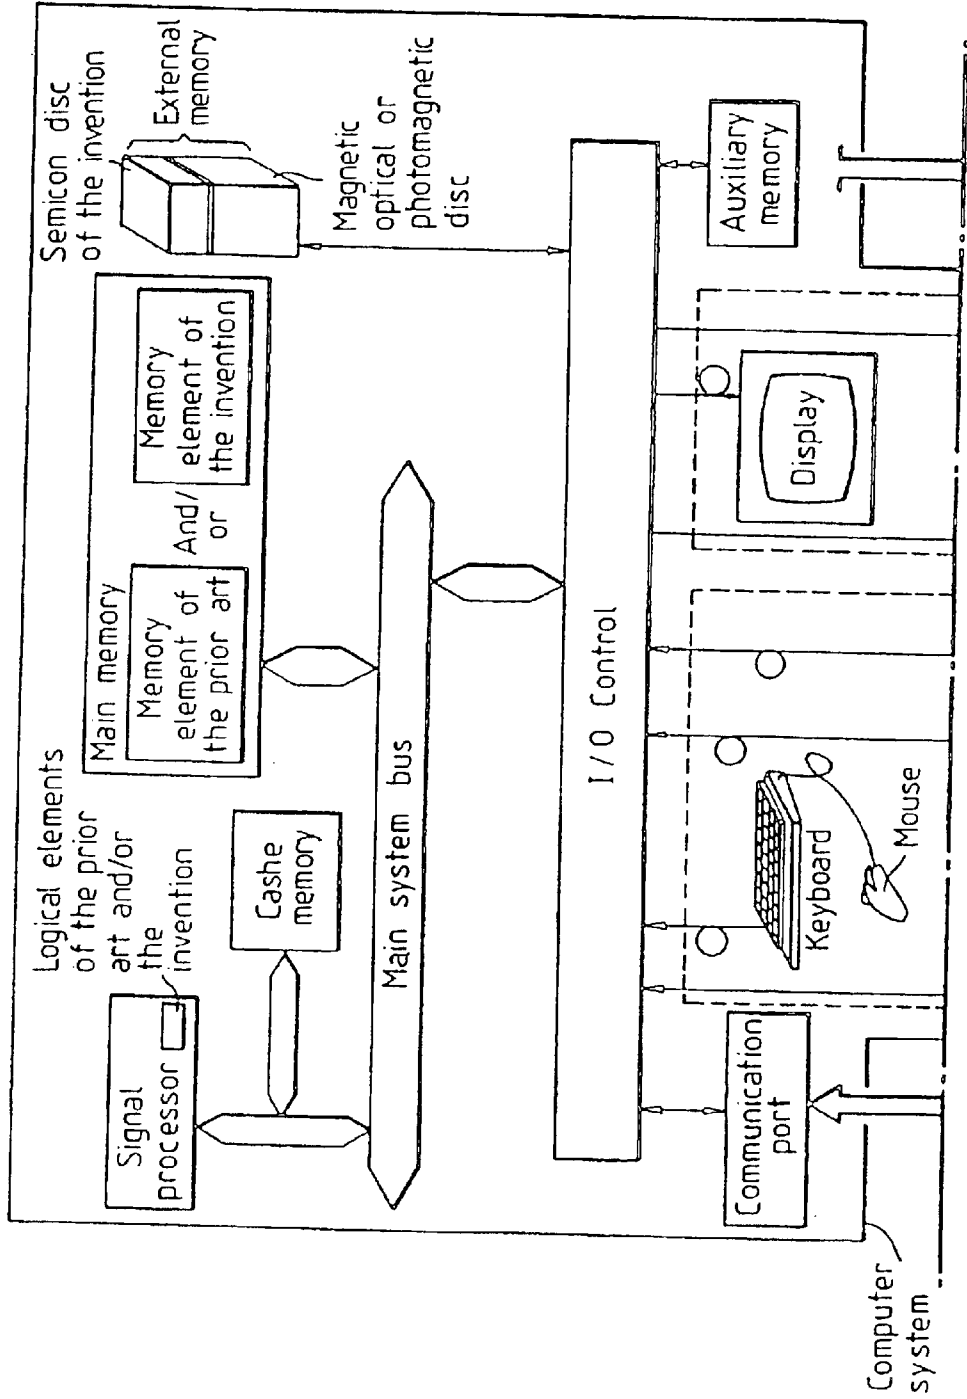 Logical elements
of the prior
art and/or
the
invention
Signal
processor
Cashe
memory
Main memory
Memory
element of
the prior art
And/
or
Memory
element of
the invention
Semicon disc
of the invention
External
memory
Magnetic
optical or
photomagnetic
disc
Main system bus
I/O Control
Communication
port
Keyboard
Mouse
Display
Auxiliary
memory
Computer
system